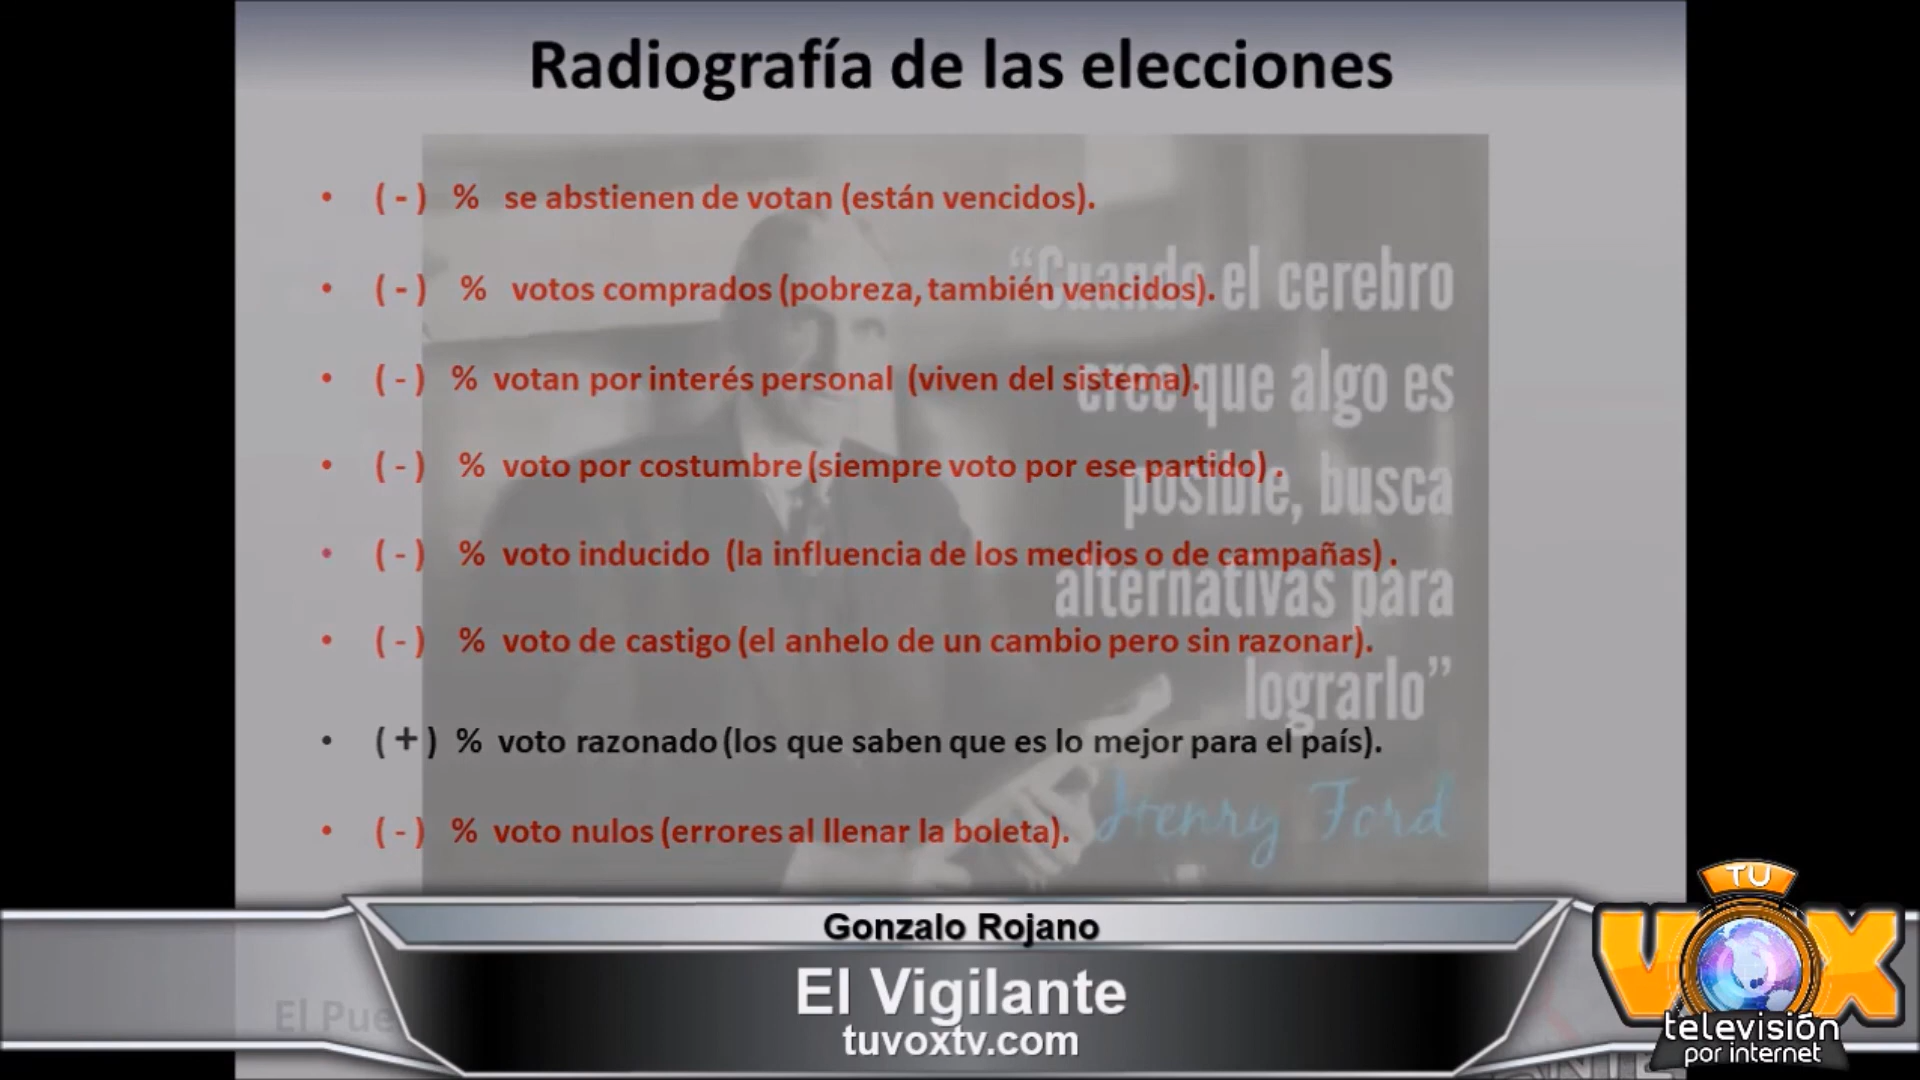 Radiografía de las elecciones
• ( - ) % se abstienen de votan (están vencidos).
• ( - ) % votos comprados (pobreza, también vencidos).
• ( - ) % votan por interés personal (viven del sistema).
• ( - ) % voto por costumbre (siempre voto por ese partido) .
• ( - ) % voto inducido (la influencia de los medios o de campañas) .
• ( - ) % voto de castigo (el anhelo de un cambio pero sin razonar).
• ( + ) % voto razonado (los que saben que es lo mejor para el país).
• ( - ) % voto nulos (errores al llenar la boleta).
“Cuando el cerebro
cree que algo es
posible, busca
alternativas para
lograrlo”
Henry Ford
Gonzalo Rojano
El Vigilante
tuvoxtv.com
El Pue
TU
VOX
televisión
por internet